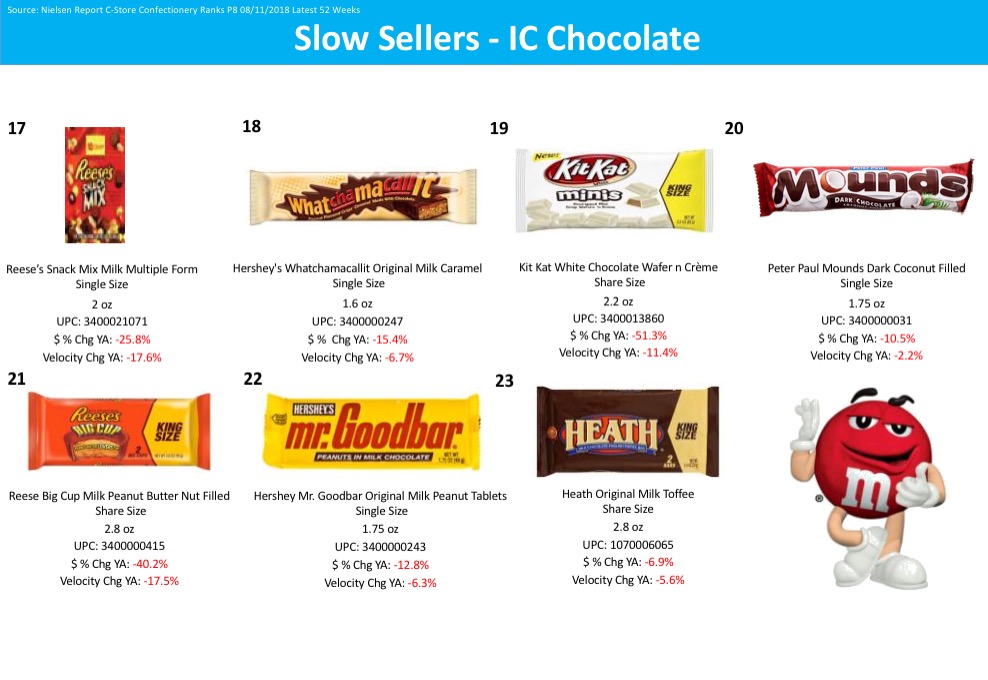 Source: Nielsen Report C-Store Confectionery Ranks P8 08/11/2018 Latest 52 Weeks
Slow Sellers - IC Chocolate
17
18
19
20
Reese's
SNACK
MIX
Whatchamacallit
New!
KitKat
minis
KING
SIZE
Mounds
DARK CHOCOLATE
Reese's Snack Mix Milk Multiple Form
Single Size
2 oz
UPC: 3400021071
$ % Chg YA: -25.8%
Velocity Chg YA: -17.6%
Hershey's Whatchamacallit Original Milk Caramel
Single Size
1.6 oz
UPC: 3400000247
$ %  Chg YA: -15.4%
Velocity Chg YA: -6.7%
Kit Kat White Chocolate Wafer n Crème
Share Size
2.2 oz
UPC: 3400013860
$ % Chg YA: -51.3%
Velocity Chg YA: -11.4%
Peter Paul Mounds Dark Coconut Filled
Single Size
1.75 oz
UPC: 3400000031
$ % Chg YA: -10.5%
Velocity Chg YA: -2.2%
21
22
23
Reese's
BIG CUP
KING
SIZE
HERSHEY'S
mr.Goodbar
PEANUTS IN MILK CHOCOLATE
HEATH
KING
SIZE
2
m
®
Reese Big Cup Milk Peanut Butter Nut Filled
Share Size
2.8 oz
UPC: 3400000415
$ % Chg YA: -40.2%
Velocity Chg YA: -17.5%
Hershey Mr. Goodbar Original Milk Peanut Tablets
Single Size
1.75 oz
UPC: 3400000243
$ % Chg YA: -12.8%
Velocity Chg YA: -6.3%
Heath Original Milk Toffee
Share Size
2.8 oz
UPC: 1070006065
$ % Chg YA: -6.9%
Velocity Chg YA: -5.6%